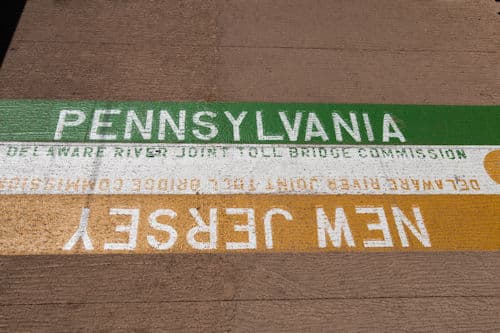 PENNSYLVANIA
DELAWARE RIVER JOINT TOLL BRIDGE COMMISSION
DELAWARE RIVER JOINT TOLL BRIDGE COMMISSION
NEW JERSEY